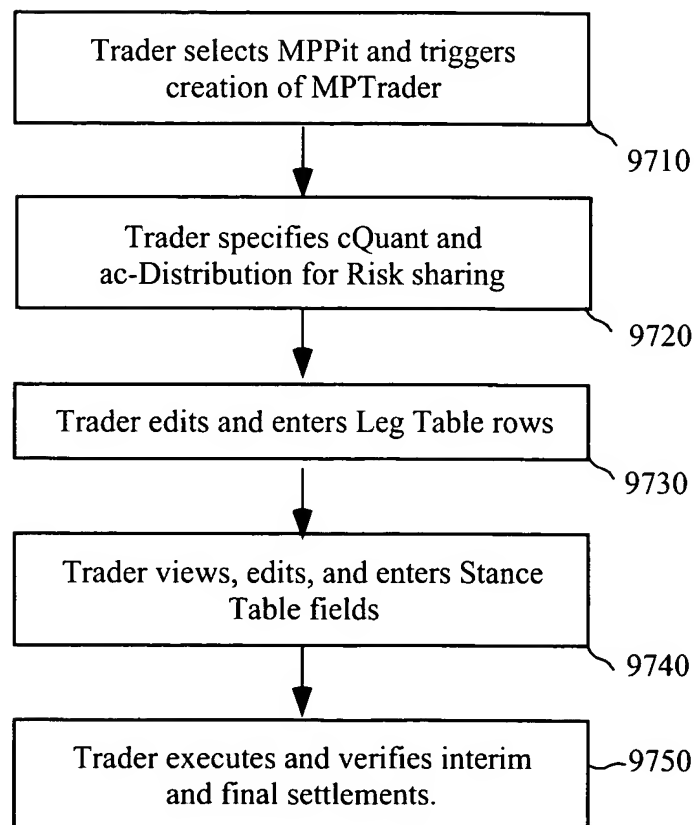 Trader selects MPPit and triggers
creation of MPTrader
9710
Trader specifies cQuant and
ac-Distribution for Risk sharing
9720
Trader edits and enters Leg Table rows
9730
Trader views, edits, and enters Stance
Table fields
9740
Trader executes and verifies interim
and final settlements.
9750